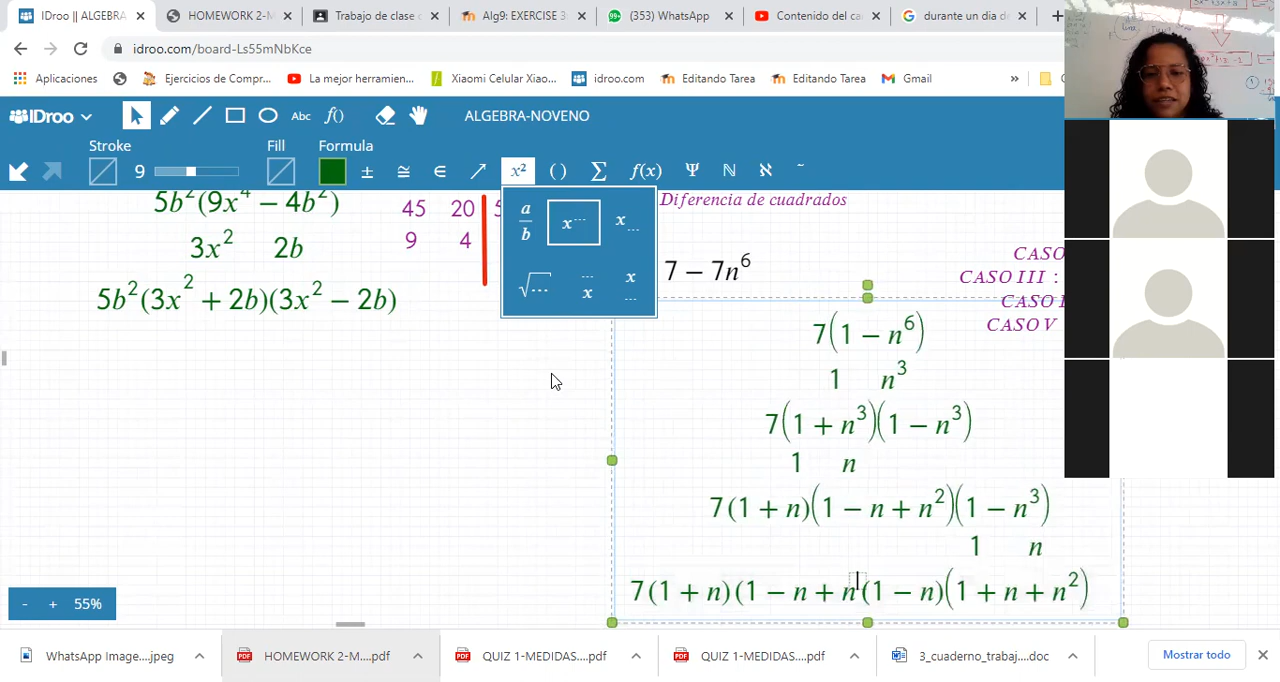 IDroo || ALGEBRA
HOMEWORK 2-M
Trabajo de clase
Alg9: EXERCISE 3
(353) WhatsApp
Contenido del ca
durante un dia de
idroo.com/board-Ls55mNbKce
Aplicaciones
Ejercicios de Compr...
La mejor herramien...
Xiaomi Celular Xiao...
idroo.com
Editando Tarea
Editando Tarea
Gmail
»
IDroo
Abc
f()
ALGEBRA-NOVENO
Stroke
9
Fill
Formula
± ≅ ∈ ↗ x² ( ) ∑ f(x) Ψ ℕ ℵ ~
a/b x⋯ x…
√… ⋯x x…
5b²(9x⁴ − 4b²)
45 20 5
3x² 2b
9 4
5b²(3x² + 2b)(3x² − 2b)
Diferencia de cuadrados
7 − 7n⁶
CASO
CASO III :
CASO I
CASO V
7(1 − n⁶)
1 n³
7(1 + n³)(1 − n³)
1 n
7(1 + n)(1 − n + n²)(1 − n³)
1 n
7(1 + n)(1 − n + n(1 − n)(1 + n + n²)
- + 55%
WhatsApp Image....jpeg
HOMEWORK 2-M....pdf
QUIZ 1-MEDIDAS....pdf
QUIZ 1-MEDIDAS....pdf
3_cuaderno_trabaj....doc
Mostrar todo